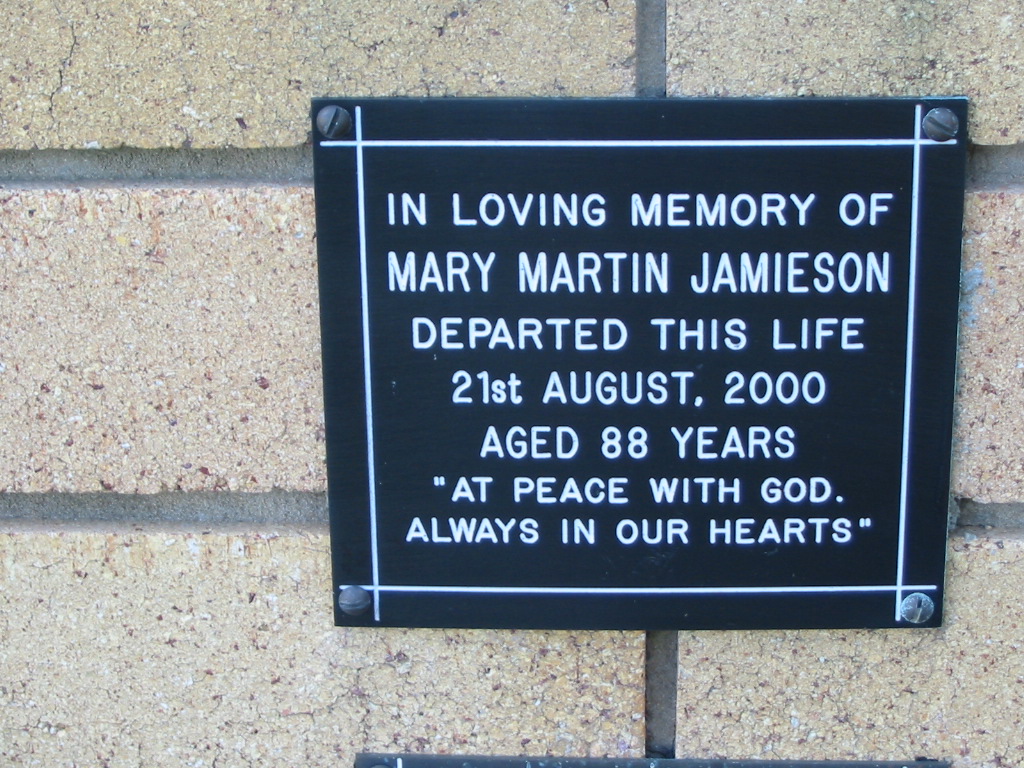 IN LOVING MEMORY OF
MARY MARTIN JAMIESON
DEPARTED THIS LIFE
21st AUGUST, 2000
AGED 88 YEARS
"AT PEACE WITH GOD.
ALWAYS IN OUR HEARTS"